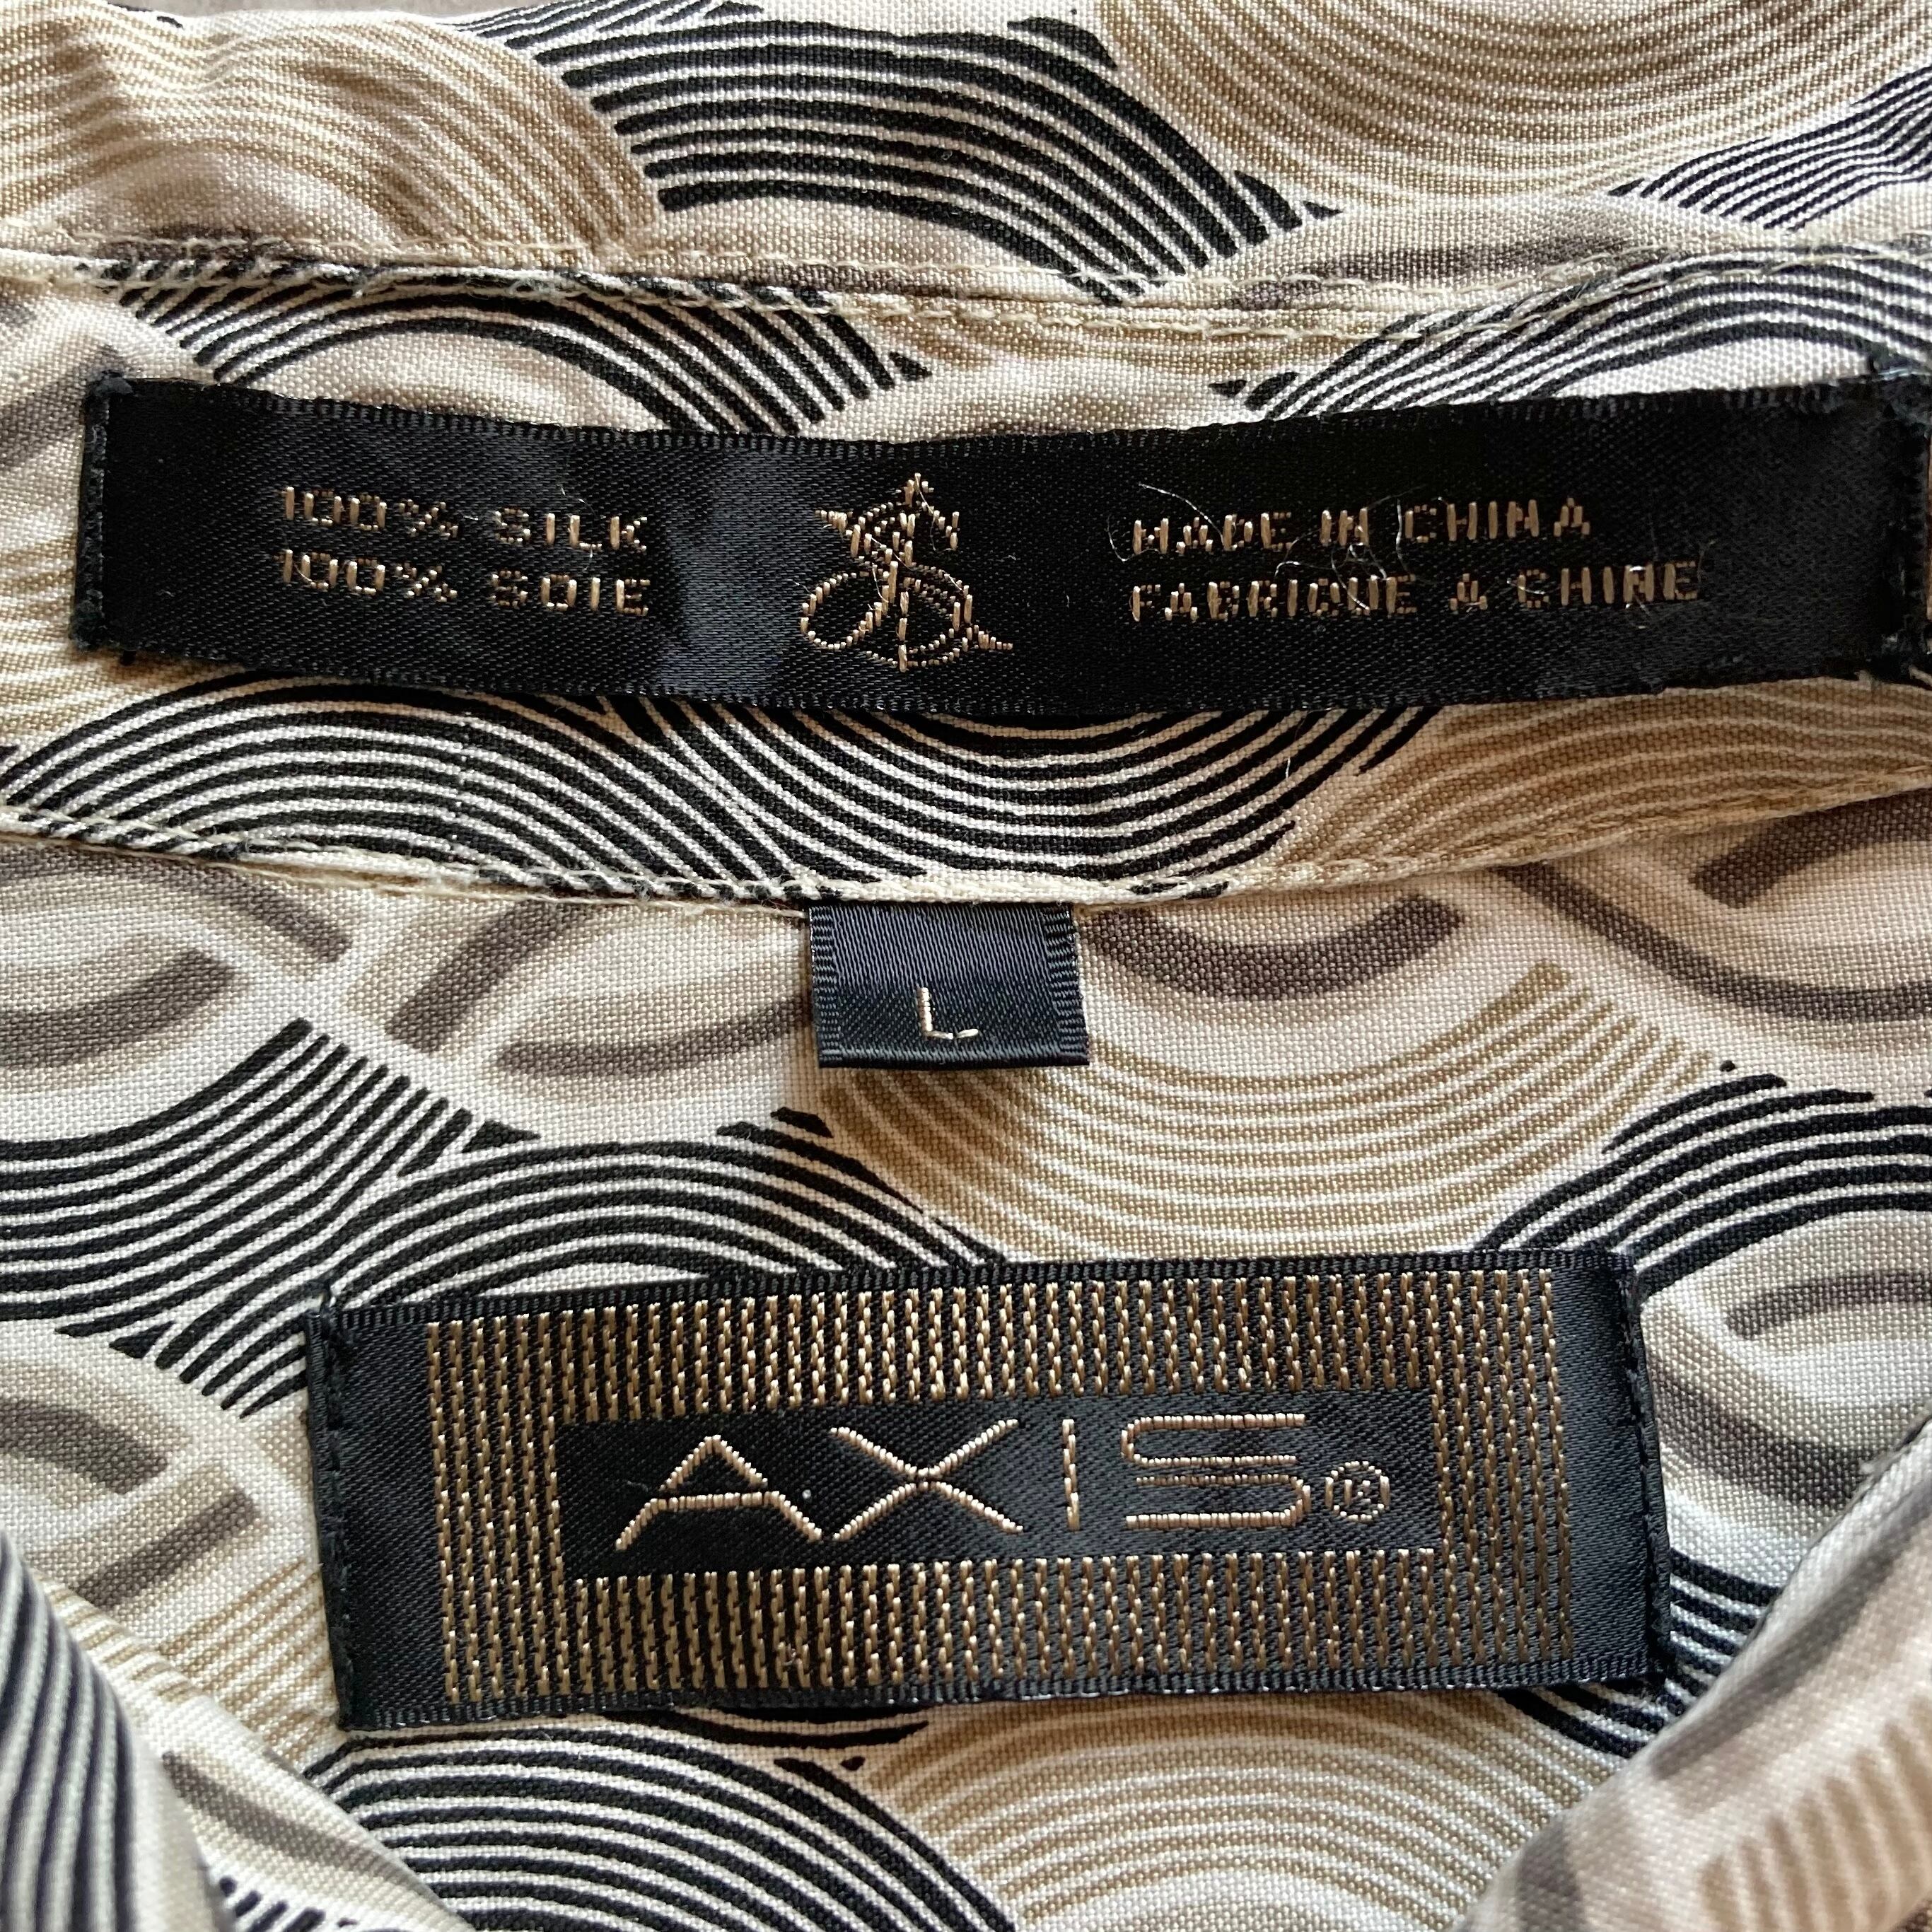 100% SILK
100% SOIE
MADE IN CHINA
FABRIQUE A CHINE
L
AXIS®